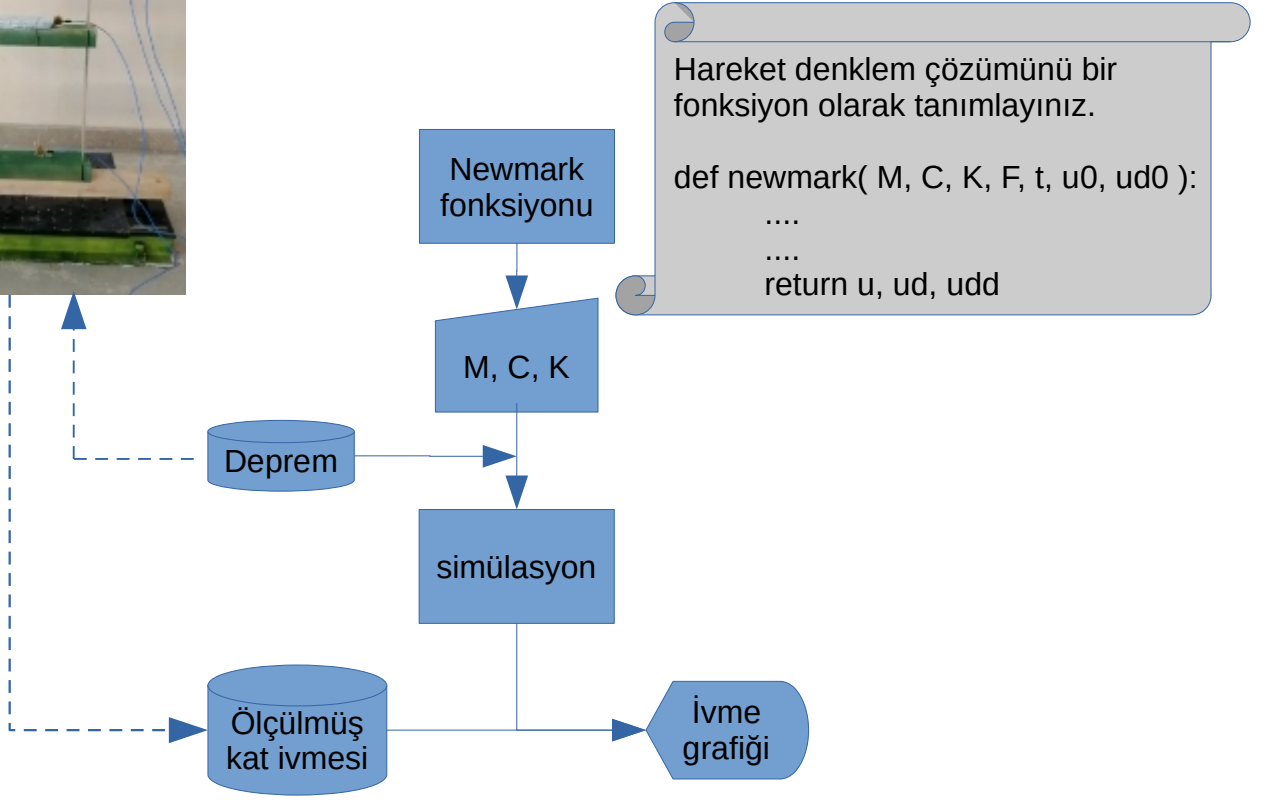 Hareket denklem çözümünü bir
fonksiyon olarak tanımlayınız.
def newmark( M, C, K, F, t, u0, ud0 ):
....
....
return u, ud, udd
Newmark
fonksiyonu
M, C, K
Deprem
simülasyon
Ölçülmüş
kat ivmesi
İvme
grafiği